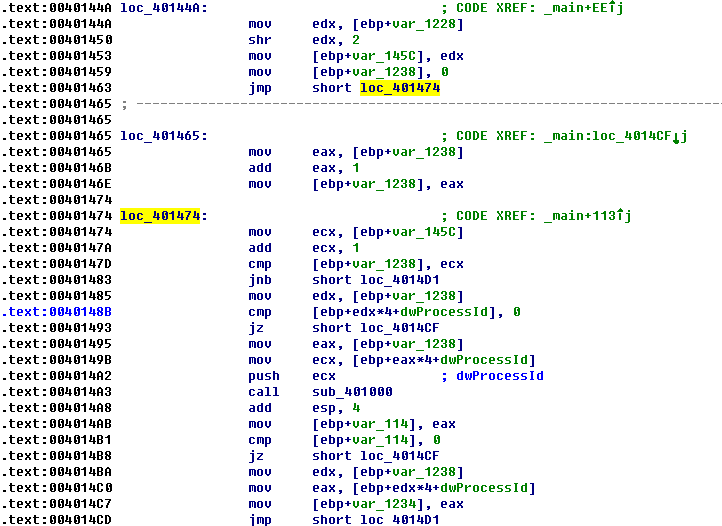 .text:0040144A loc_40144A: ; CODE XREF: _main+EE↑j
.text:0040144A mov edx, [ebp+var_1228]
.text:00401450 shr edx, 2
.text:00401453 mov [ebp+var_145C], edx
.text:00401459 mov [ebp+var_1238], 0
.text:00401463 jmp short loc_401474
.text:00401465 ; ---------------------------------------------------------------------------
.text:00401465
.text:00401465 loc_401465: ; CODE XREF: _main:loc_4014CF↓j
.text:00401465 mov eax, [ebp+var_1238]
.text:0040146B add eax, 1
.text:0040146E mov [ebp+var_1238], eax
.text:00401474
.text:00401474 loc_401474: ; CODE XREF: _main+113↑j
.text:00401474 mov ecx, [ebp+var_145C]
.text:0040147A add ecx, 1
.text:0040147D cmp [ebp+var_1238], ecx
.text:00401483 jnb short loc_4014D1
.text:00401485 mov edx, [ebp+var_1238]
.text:0040148B cmp [ebp+edx*4+dwProcessId], 0
.text:00401493 jz short loc_4014CF
.text:00401495 mov eax, [ebp+var_1238]
.text:0040149B mov ecx, [ebp+eax*4+dwProcessId]
.text:004014A2 push ecx ; dwProcessId
.text:004014A3 call sub_401000
.text:004014A8 add esp, 4
.text:004014AB mov [ebp+var_114], eax
.text:004014B1 cmp [ebp+var_114], 0
.text:004014B8 jz short loc_4014CF
.text:004014BA mov edx, [ebp+var_1238]
.text:004014C0 mov eax, [ebp+edx*4+dwProcessId]
.text:004014C7 mov [ebp+var_1234], eax
.text:004014CD jmp short loc_4014D1